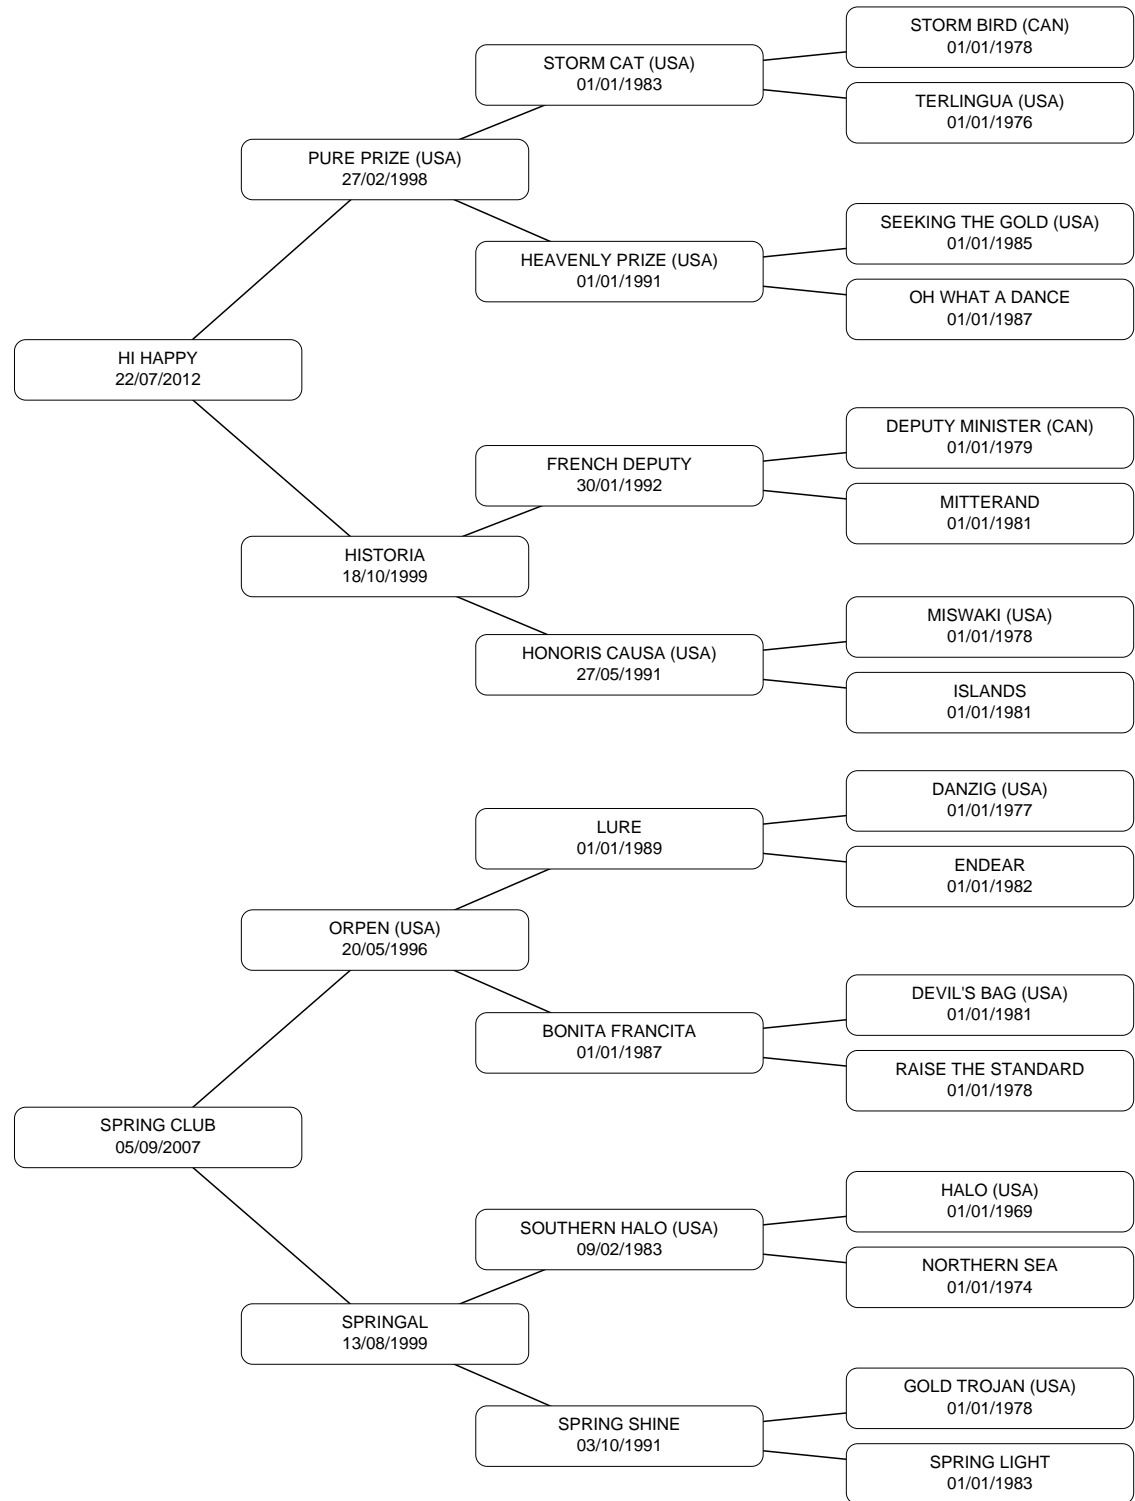 STORM BIRD (CAN)
01/01/1978
STORM CAT (USA)
01/01/1983
TERLINGUA (USA)
01/01/1976
PURE PRIZE (USA)
27/02/1998
SEEKING THE GOLD (USA)
01/01/1985
HEAVENLY PRIZE (USA)
01/01/1991
OH WHAT A DANCE
01/01/1987
HI HAPPY
22/07/2012
DEPUTY MINISTER (CAN)
01/01/1979
FRENCH DEPUTY
30/01/1992
MITTERAND
01/01/1981
HISTORIA
18/10/1999
MISWAKI (USA)
01/01/1978
HONORIS CAUSA (USA)
27/05/1991
ISLANDS
01/01/1981
DANZIG (USA)
01/01/1977
LURE
01/01/1989
ENDEAR
01/01/1982
ORPEN (USA)
20/05/1996
DEVIL'S BAG (USA)
01/01/1981
BONITA FRANCITA
01/01/1987
RAISE THE STANDARD
01/01/1978
SPRING CLUB
05/09/2007
HALO (USA)
01/01/1969
SOUTHERN HALO (USA)
09/02/1983
NORTHERN SEA
01/01/1974
SPRINGAL
13/08/1999
GOLD TROJAN (USA)
01/01/1978
SPRING SHINE
03/10/1991
SPRING LIGHT
01/01/1983